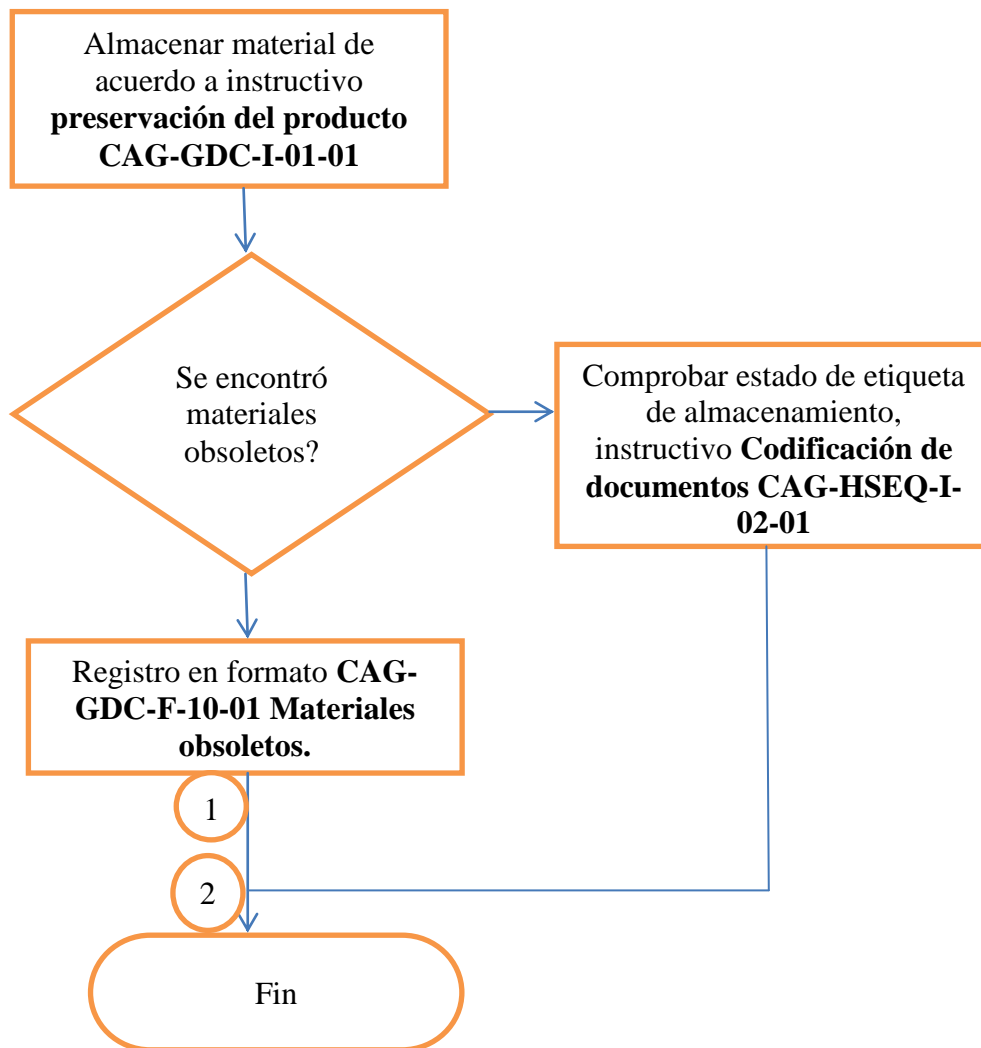 Almacenar material de
acuerdo a instructivo
preservación del producto
CAG-GDC-I-01-01
Se encontró
materiales
obsoletos?
Comprobar estado de etiqueta
de almacenamiento,
instructivo Codificación de
documentos CAG-HSEQ-I-
02-01
Registro en formato CAG-
GDC-F-10-01 Materiales
obsoletos.
1
2
Fin